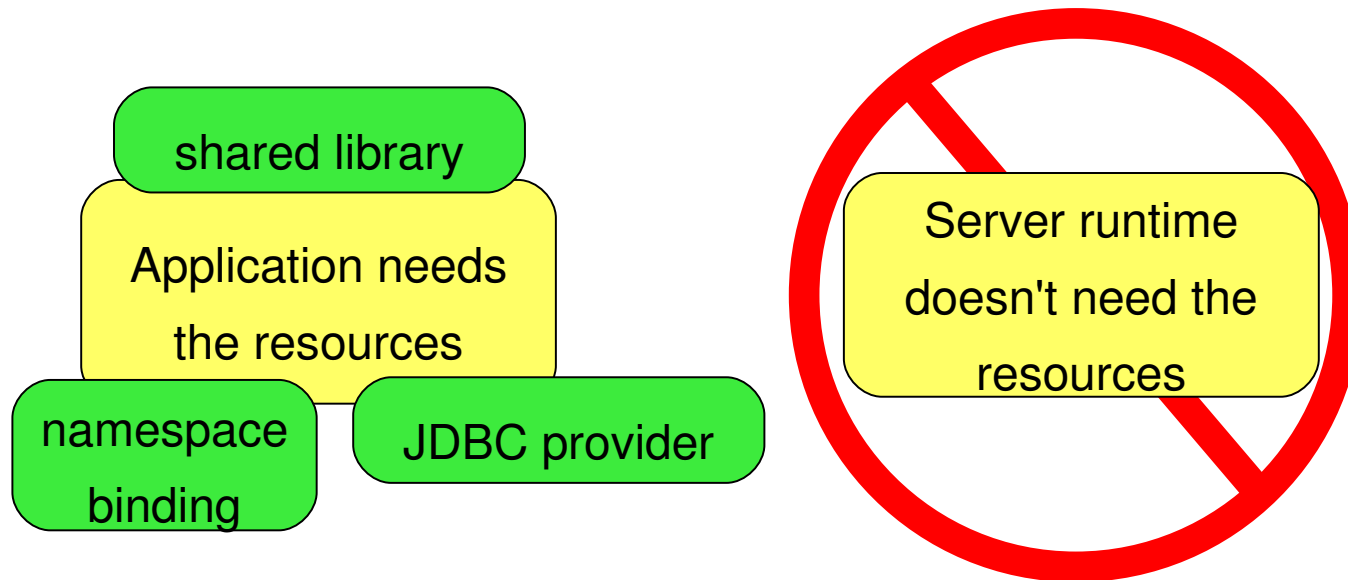 shared library
Application needs
the resources
namespace
binding
JDBC provider
Server runtime
doesn't need the
resources